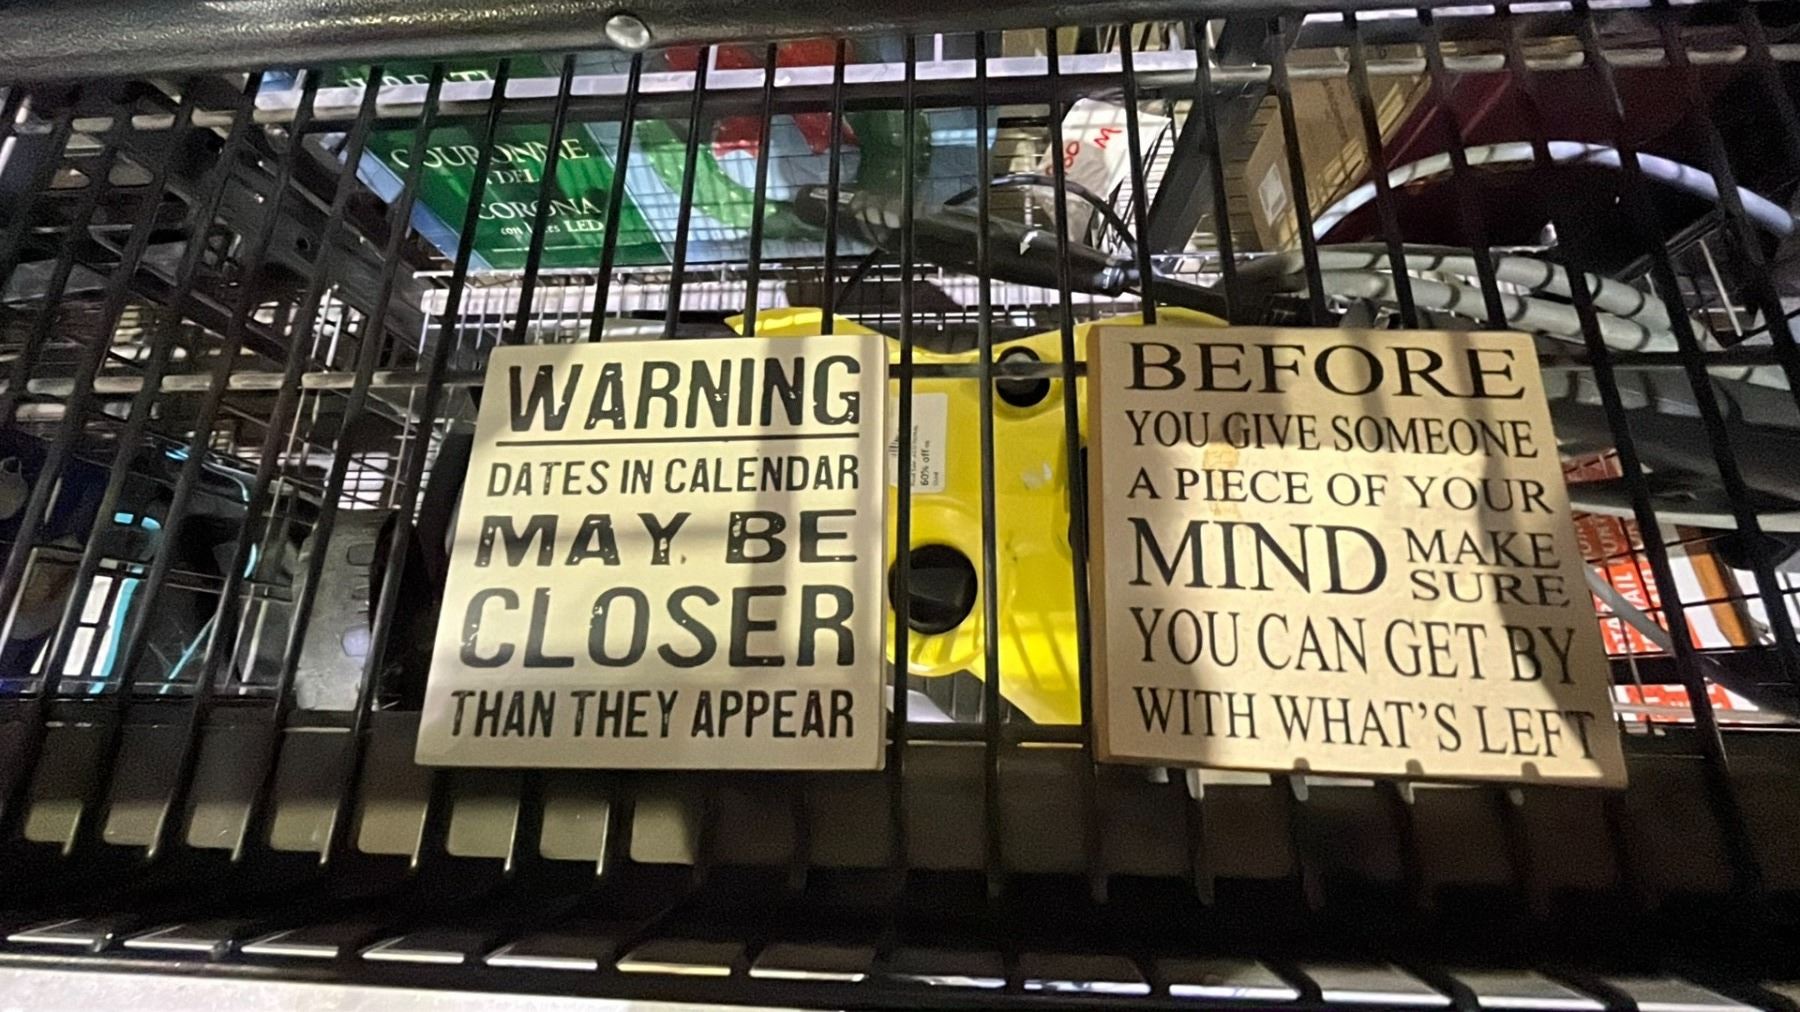 COURONNE
DEL
CORONA
LED
60% off
WARNING
DATES IN CALENDAR
MAY BE
CLOSER
THAN THEY APPEAR
BEFORE
YOU GIVE SOMEONE
A PIECE OF YOUR
MIND MAKE
SURE
YOU CAN GET BY
WITH WHAT'S LEFT